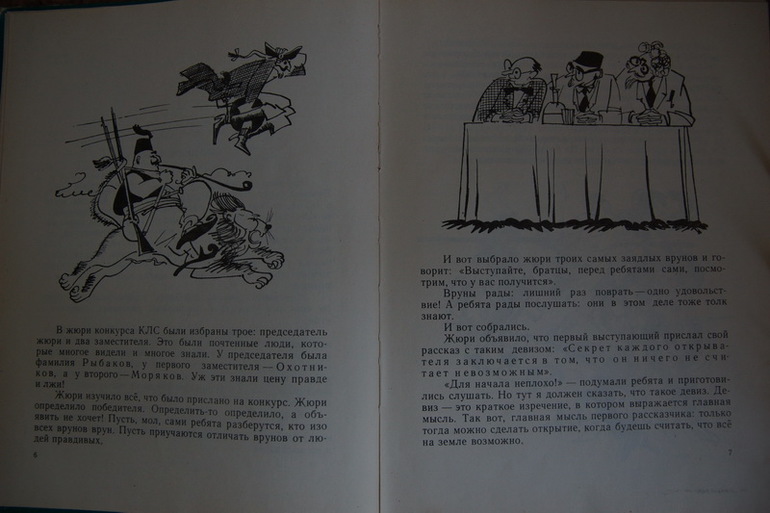 В жюри конкурса КЛС были избраны трое: председатель
жюри и два заместителя. Это были почтенные люди, кото-
рые многое видели и многое знали. У председателя была
фамилия Рыбаков, у первого заместителя — Охотни-
ков, а у второго — Моряков. Уж эти знали цену правде
и лжи!
Жюри изучило всё, что было прислано на конкурс. Жюри
определило победителя. Определить-то определило, а объ-
явить не хочет! Пусть, мол, сами ребята разберутся, кто изо
всех врунов врун. Пусть приучаются отличать врунов от лю-
дей правдивых.
6
И вот выбрало жюри троих самых заядлых врунов и го-
ворит: «Выступайте, братцы, перед ребятами сами, посмо-
трим, что у вас получится».
Вруны рады: лишний раз поврать — одно удовольст-
вие! А ребята рады послушать: они в этом деле тоже толк
знают.
И вот собрались.
Жюри объявило, что первый выступающий прислал свой
рассказ с таким девизом: «Секрет каждого открыва-
теля заключается в том, что он ничего не счи-
тает невозможным».
«Для начала неплохо!» — подумали ребята и приготови-
лись слушать. Но тут я должен сказать, что такое девиз. Де-
виз — это краткое изречение, в котором выражается главная
мысль. Так вот, главная мысль первого рассказчика: только
тогда можно сделать открытие, когда будешь считать, что всё
на земле возможно.
7